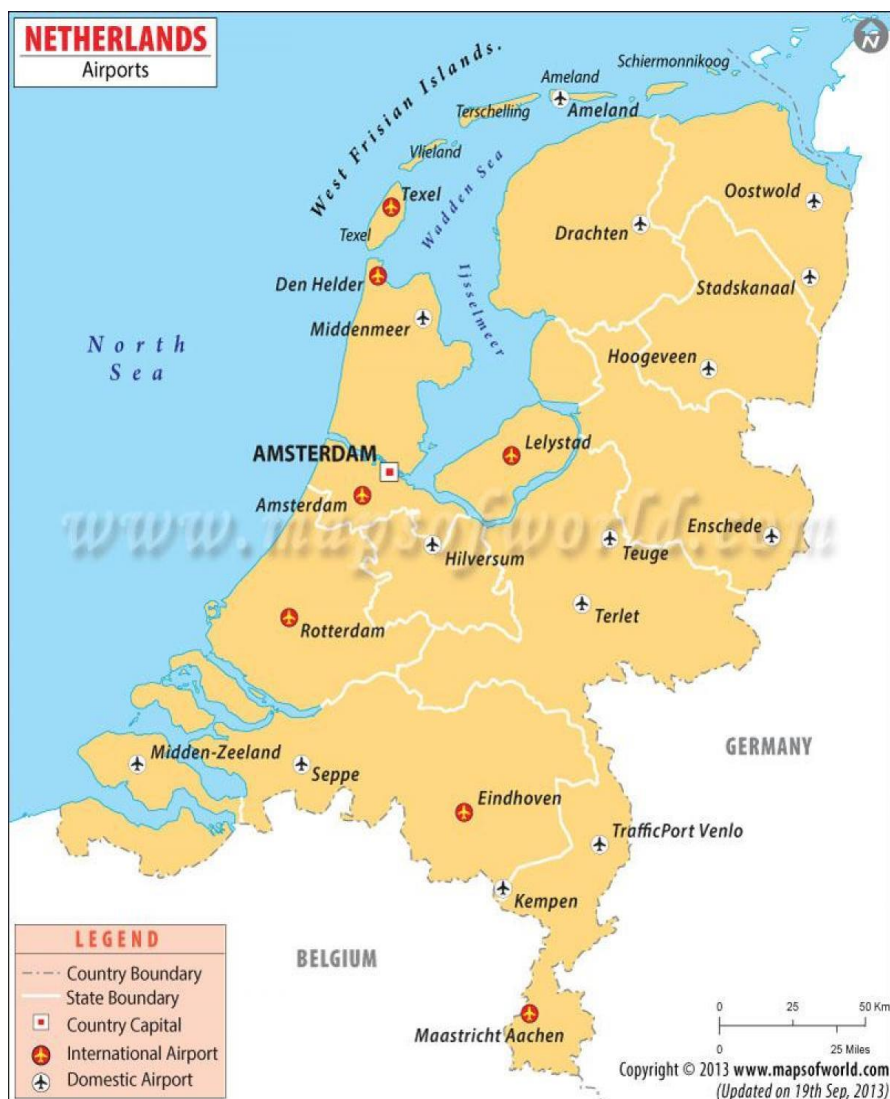 NETHERLANDS
Airports
N
West Frisian Islands.
Schiermonnikoog
Ameland
Ameland
Terschelling
Vlieland
Wadden Sea
Texel
Texel
Oostwold
Drachten
Ijsselmeer
Den Helder
Stadskanaal
Middenmeer
North
Sea
Hoogeveen
Lelystad
AMSTERDAM
Amsterdam
www.mapsofworld.com
Enschede
Hilversum
Teuge
Terlet
Rotterdam
GERMANY
Midden-Zeeland
Seppe
Eindhoven
TrafficPort Venlo
Kempen
BELGIUM
Maastricht Aachen
LEGEND
Country Boundary
State Boundary
Country Capital
International Airport
Domestic Airport
0 25 50 Km
0 25 Miles
Copyright © 2013 www.mapsofworld.com
(Updated on 19th Sep, 2013)